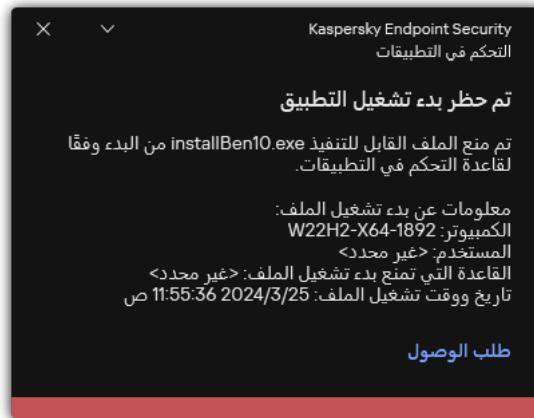 Kaspersky Endpoint Security
التحكم في التطبيقات
تم حظر بدء تشغيل التطبيق
تم منع الملف القابل للتنفيذ installBen10.exe من البدء وفقًا
لقاعدة التحكم في التطبيقات.
معلومات عن بدء تشغيل الملف:
الكمبيوتر: W22H2-X64-1892
المستخدم: <غير محدد>
القاعدة التي تمنع بدء تشغيل الملف: <غير محدد>
تاريخ ووقت تشغيل الملف: 2024/3/25 11:55:36 ص
طلب الوصول